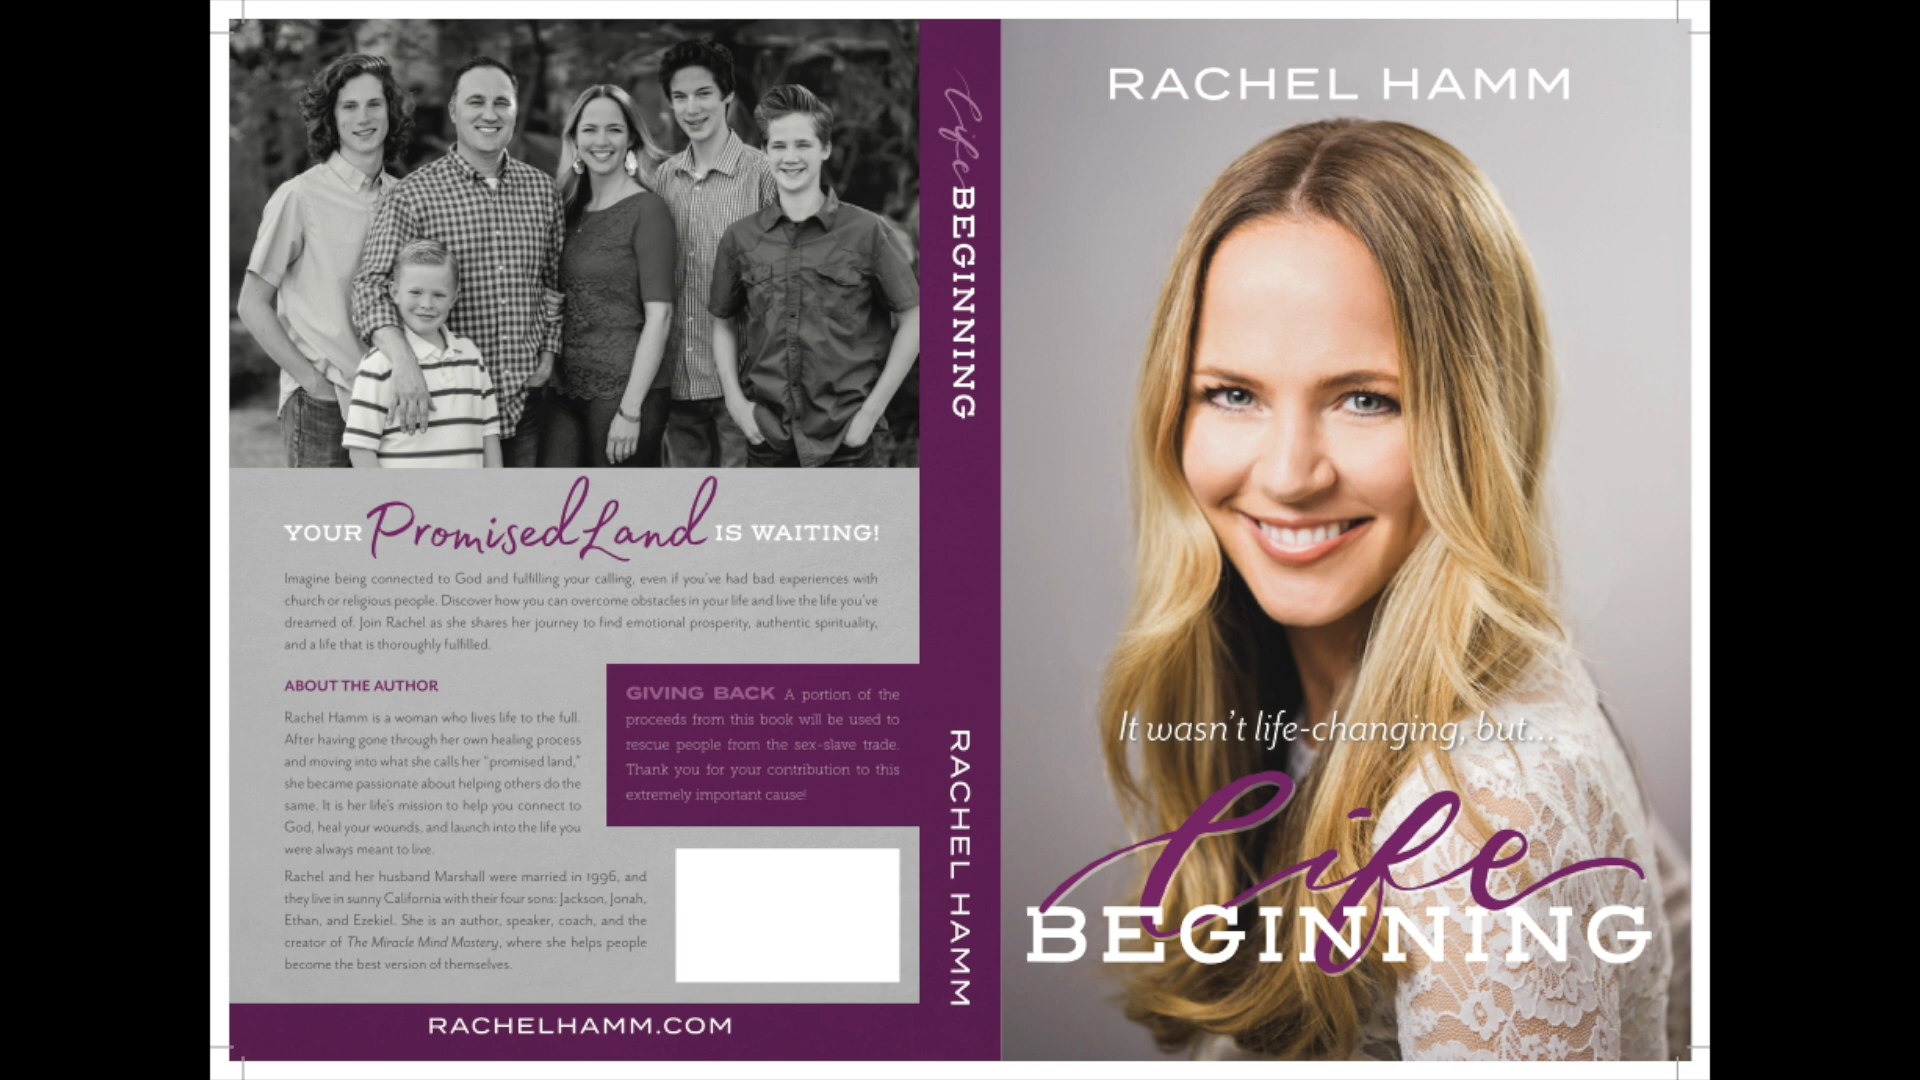 YOUR Promised Land IS WAITING!
Imagine being connected to God and fulfilling your calling, even if you've had bad experiences with
church or religious people. Discover how you can overcome obstacles in your life and live the life you've
dreamed of. Join Rachel as she shares her journey to find emotional prosperity, authentic spirituality,
and a life that is thoroughly fulfilled.
ABOUT THE AUTHOR
Rachel Hamm is a woman who lives life to the full.
After having gone through her own healing process
and moving into what she calls her "promised land,"
she became passionate about helping others do the
same. It is her life's mission to help you connect to
God, heal your wounds, and launch into the life you
were always meant to live.
Rachel and her husband Marshall were married in 1996, and
they live in sunny California with their four sons: Jackson, Jonah,
Ethan, and Ezekiel. She is an author, speaker, coach, and the
creator of The Miracle Mind Mastery, where she helps people
become the best version of themselves.
GIVING BACK A portion of the
proceeds from this book will be used to
rescue people from the sex-slave trade.
Thank you for your contribution to this
extremely important cause!
RACHELHAMM.COM
Life BEGINNING
RACHEL HAMM
RACHEL HAMM
It wasn't life-changing, but...
Life
BEGINNING